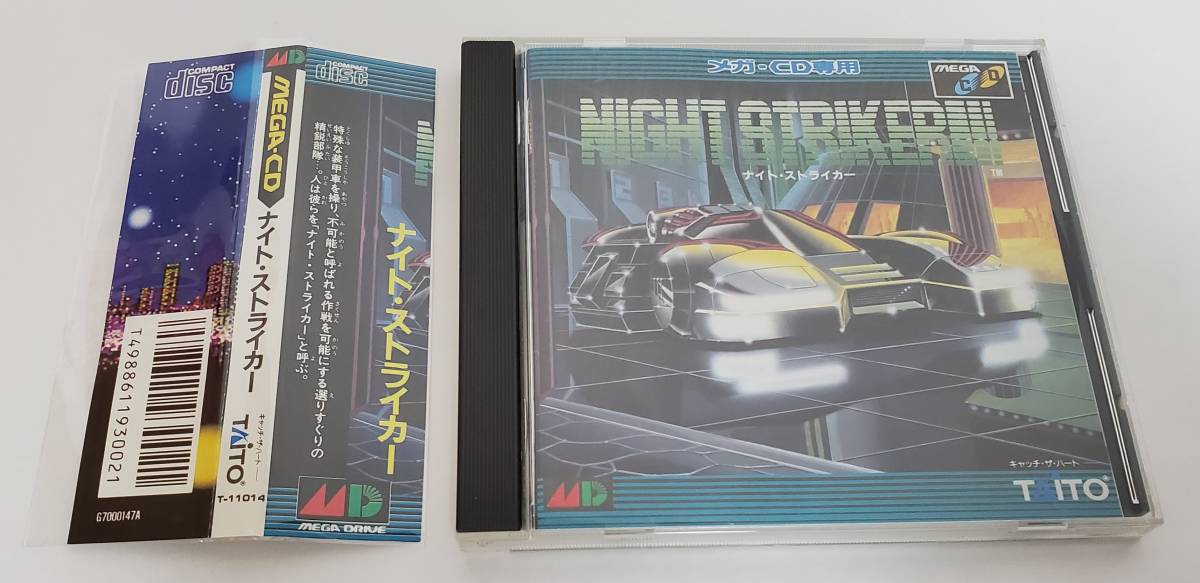 COMPACT
disc
T4988611930021
G7000147A
MD
MEGA-CD
ナイト・ストライカー
キャッチ・ザ・ハート
TAITO
T-11014
COMPACT
disc
特殊な装甲車を操り、不可能と呼ばれる作戦を可能にする選りすぐりの
精鋭部隊…。人は彼らを「ナイト・ストライカー」と呼ぶ。
ナイト・ストライカー
MD
MEGA DRIVE
メガ-CD専用
MEGA
CD
NIGHT STRIKER!!!
ナイト・ストライカー
TM
MD
キャッチ・ザ・ハート
TAITO®